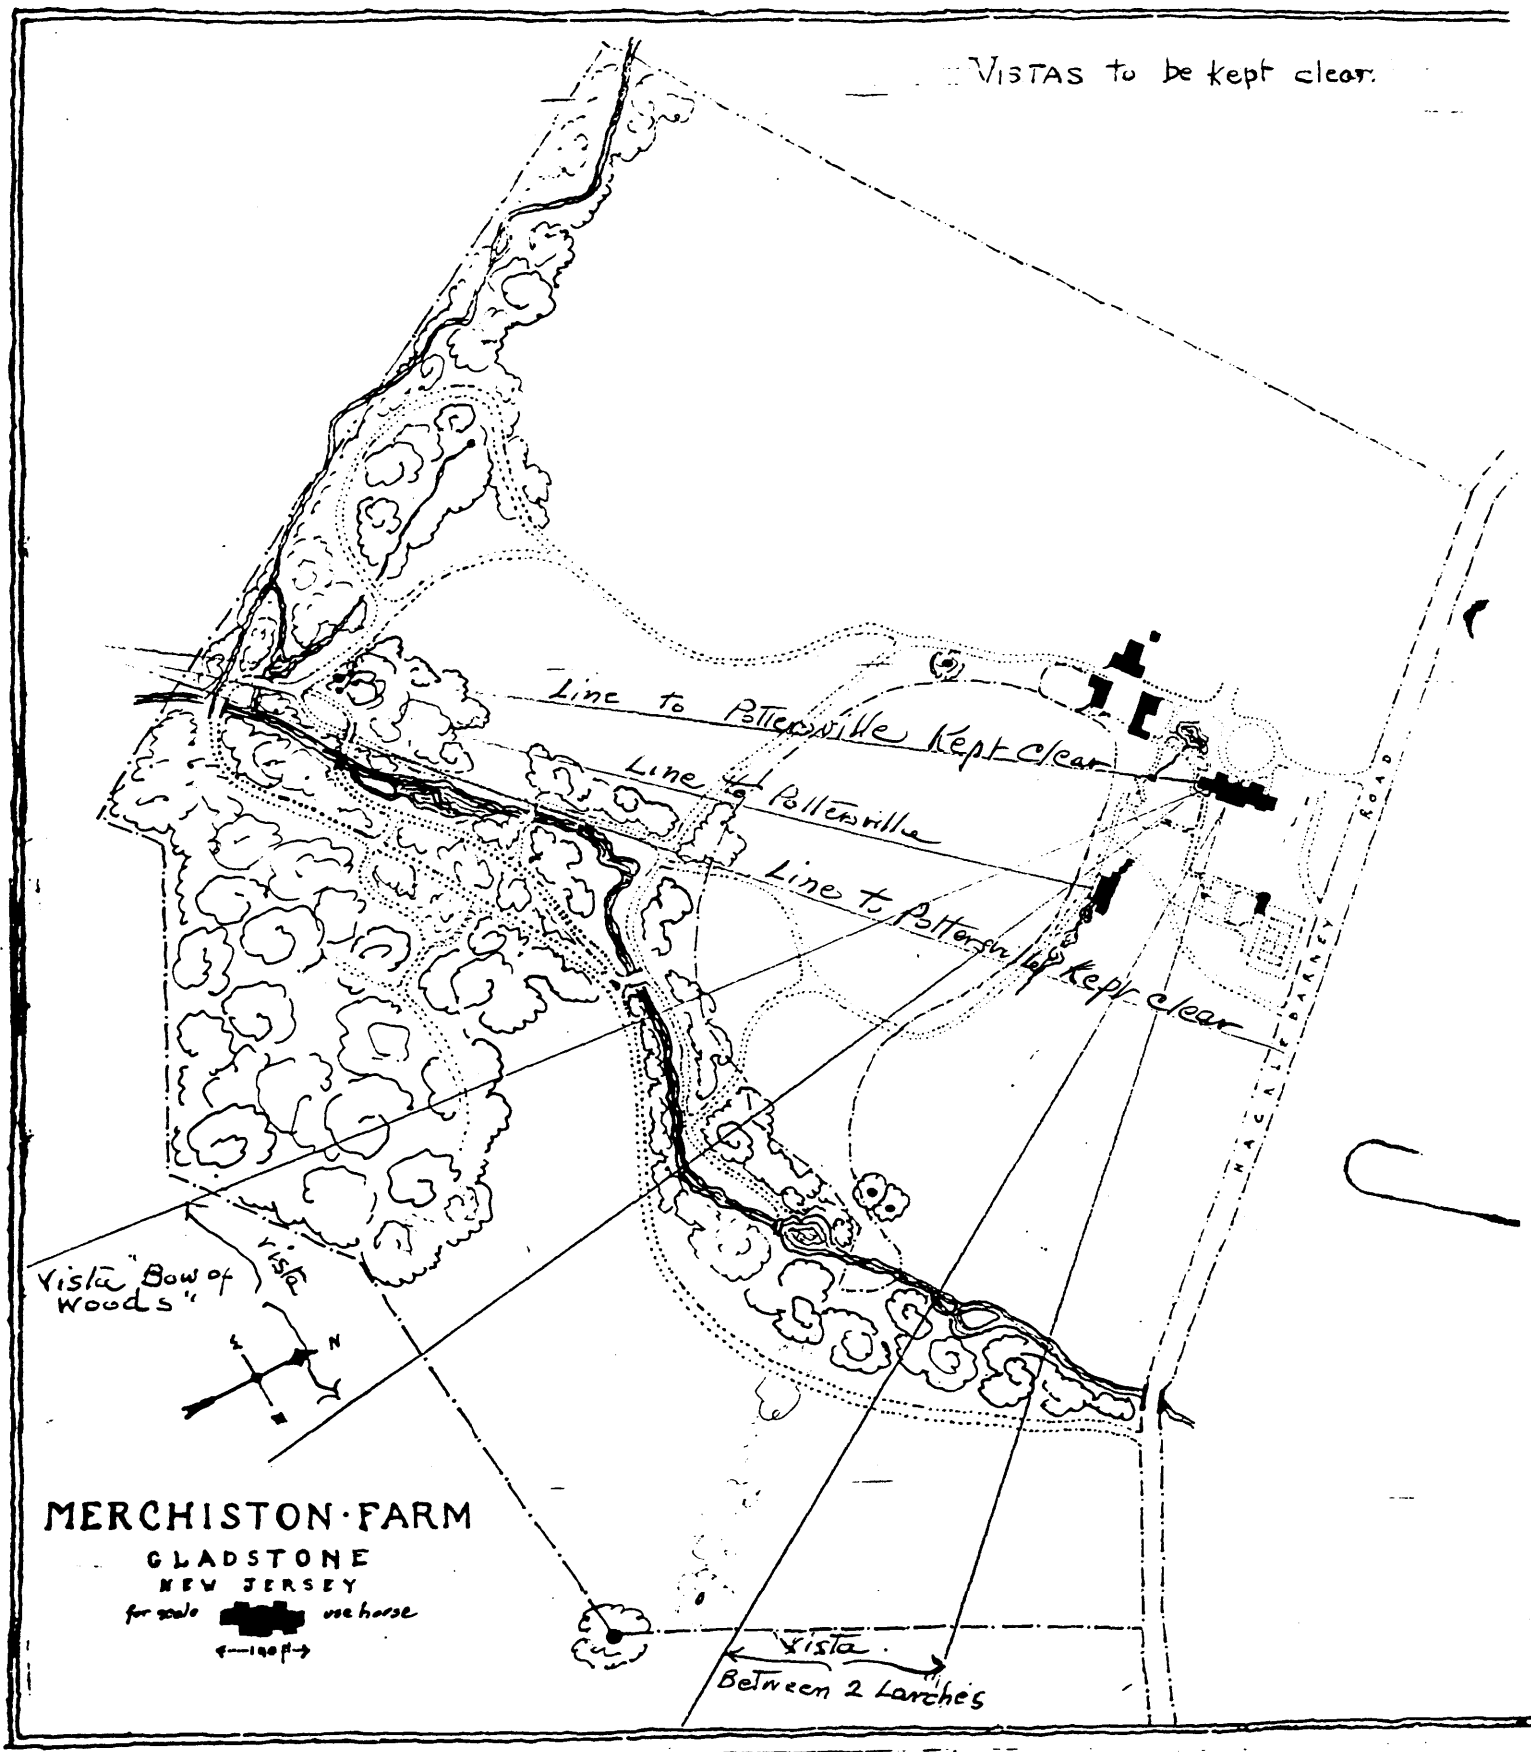 VISTAS to be kept clear.
Line to Pottersville Kept clear
Line to Pottersville
Line to Pottersville Kept clear
ROAD
HACKLEBARNEY
Vista "Bow of
Woods"
Vista
N
MERCHISTON · FARM
GLADSTONE
NEW JERSEY
for scale use house
Vista.
Between 2 Larches